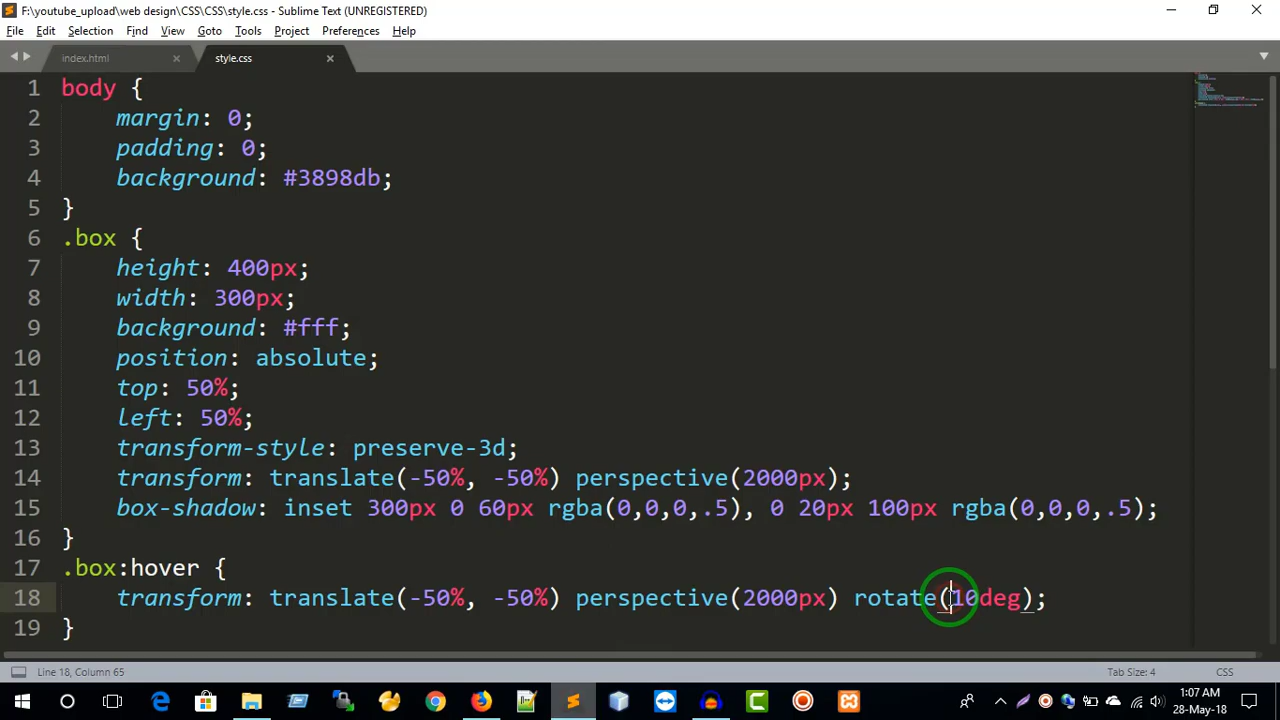 F:\youtube_upload\web design\CSS\CSS\style.css - Sublime Text (UNREGISTERED)
File Edit Selection Find View Goto Tools Project Preferences Help
index.html × style.css ×
1 body {
2 margin: 0;
3 padding: 0;
4 background: #3898db;
5 }
6 .box {
7 height: 400px;
8 width: 300px;
9 background: #fff;
10 position: absolute;
11 top: 50%;
12 left: 50%;
13 transform-style: preserve-3d;
14 transform: translate(-50%, -50%) perspective(2000px);
15 box-shadow: inset 300px 0 60px rgba(0,0,0,.5), 0 20px 100px rgba(0,0,0,.5);
16 }
17 .box:hover {
18 transform: translate(-50%, -50%) perspective(2000px) rotate(10deg);
19 }
Line 18, Column 65 Tab Size: 4 CSS
1:07 AM
28-May-18